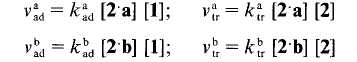 v^a_ad = k^a_ad [2·a] [1]; v^a_tr = k^a_tr [2·a] [2]
v^b_ad = k^b_ad [2·b] [1]; v^b_tr = k^b_tr [2·b] [2]